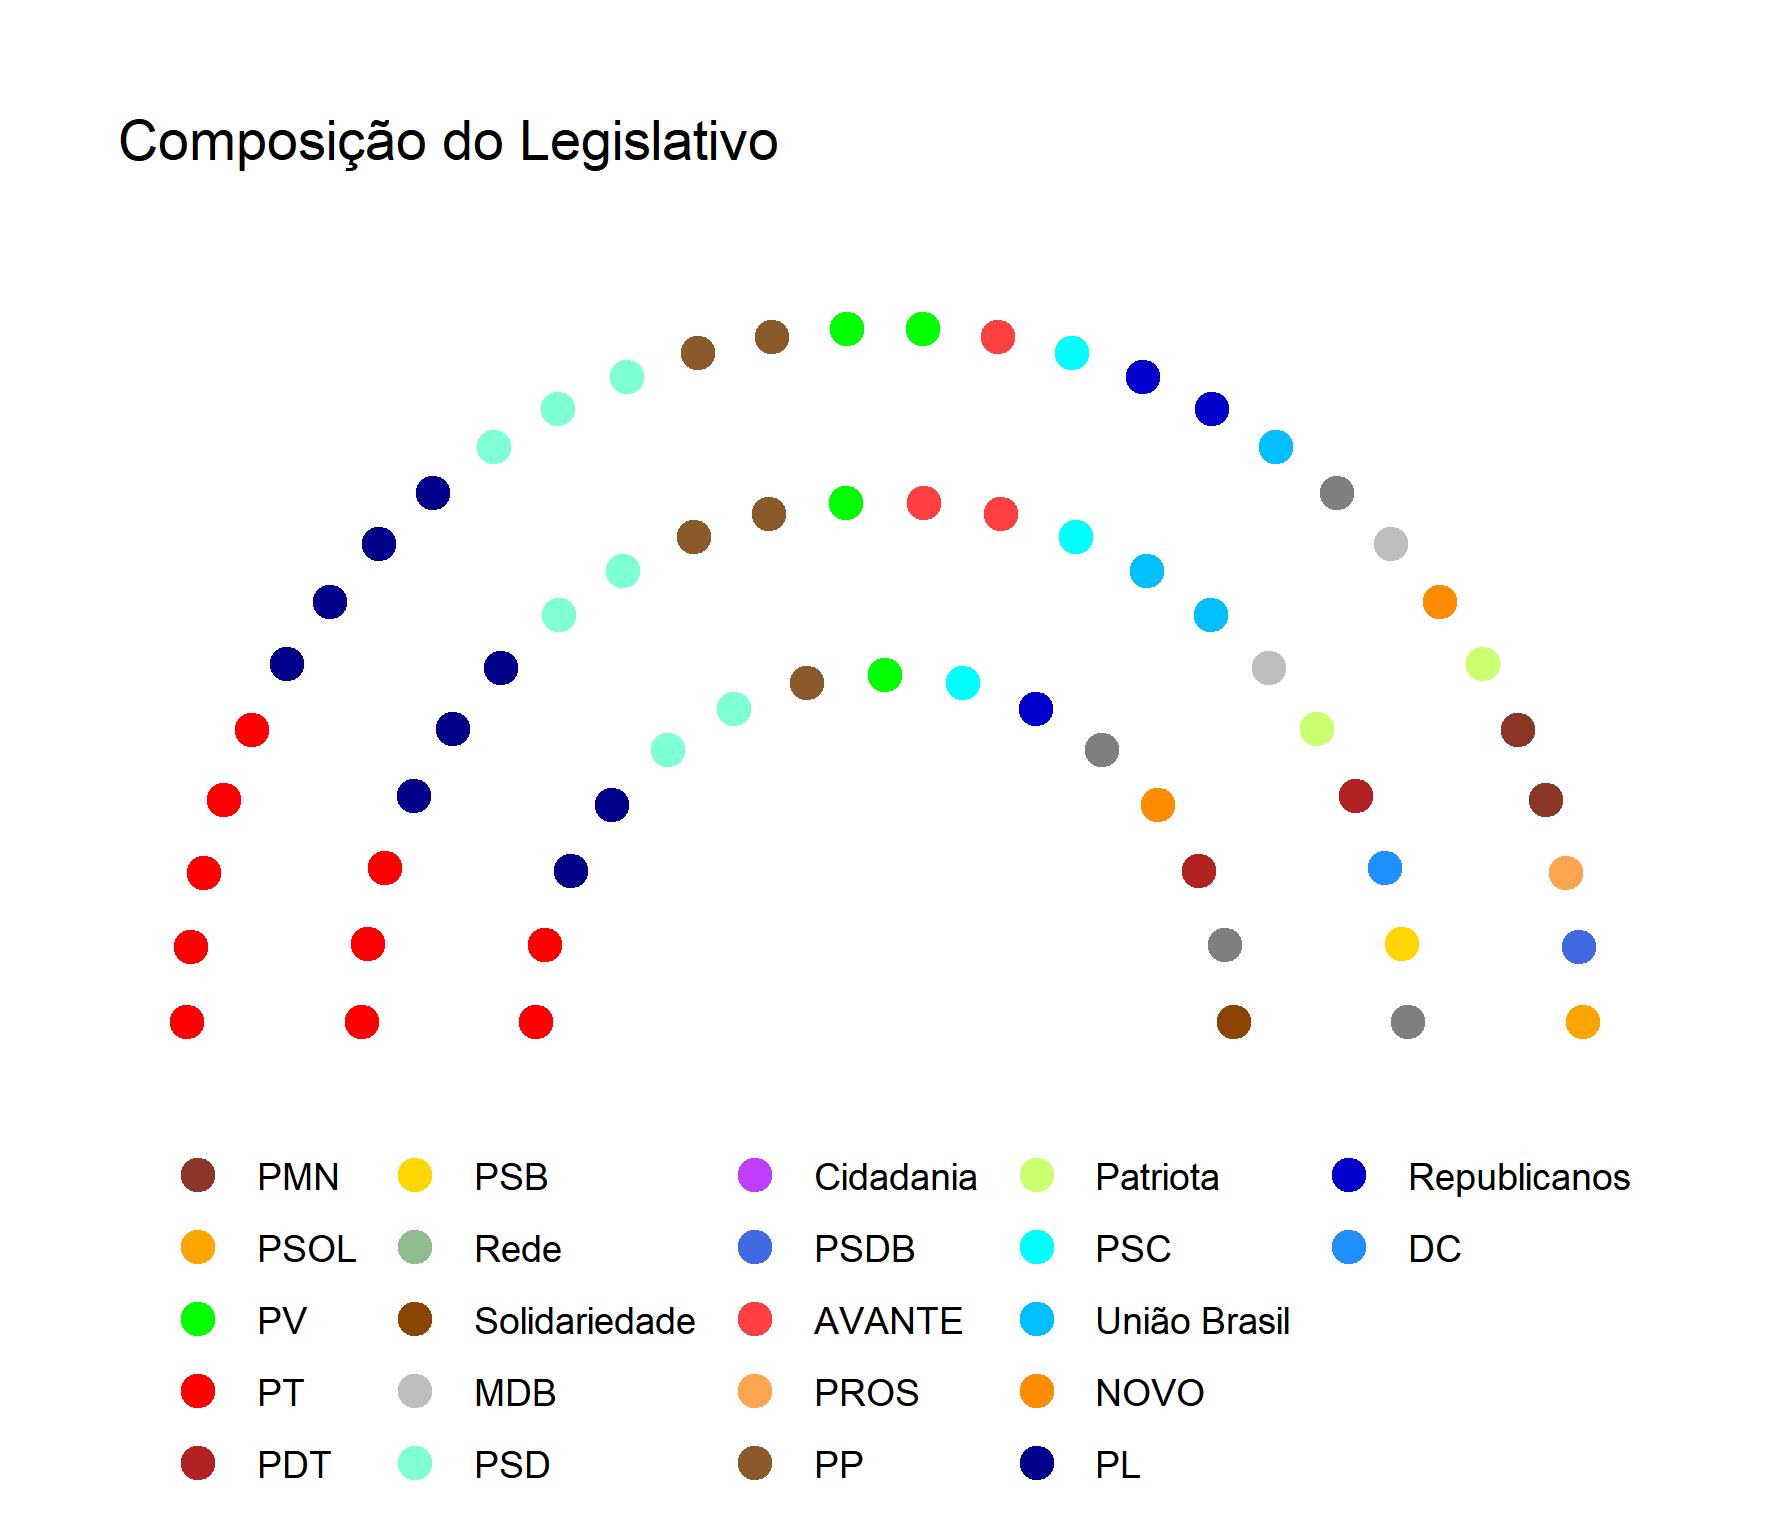 Composição do Legislativo
PMN PSB Cidadania Patriota Republicanos
PSOL Rede PSDB PSC DC
PV Solidariedade AVANTE União Brasil
PT MDB PROS NOVO
PDT PSD PP PL